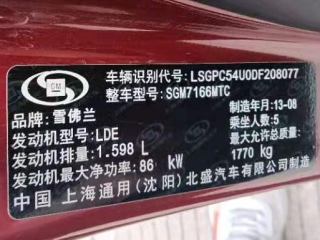 GM
车辆识别代号: LSGPC54U0DF208077
整车型号: SGM7166MTC
品牌: 雪佛兰
制造年月: 13-08
发动机型号: LDE
乘坐人数: 5
发动机排量: 1.598 L
最大允许总质量:
发动机最大净功率: 86 kW
1770 kg
中国 上海通用(沈阳)北盛汽车有限公司